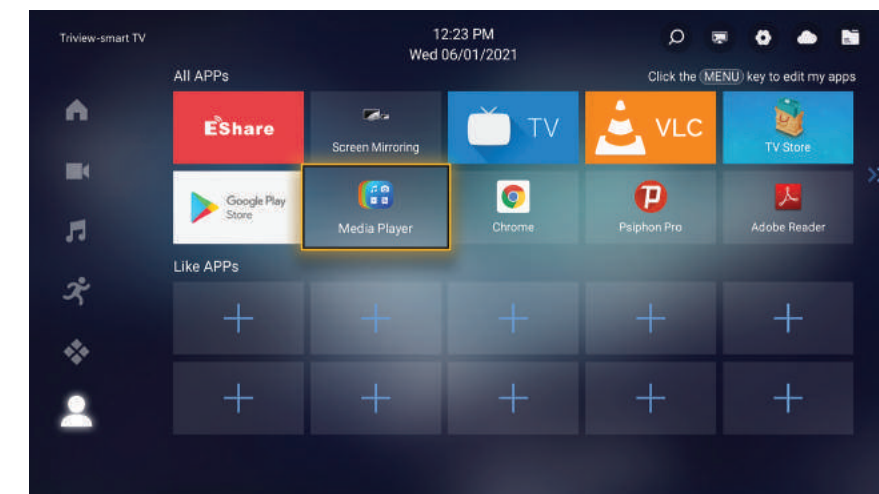 Triview-smart TV
12:23 PM
Wed 06/01/2021
All APPs
Click the MENU key to edit my apps
EShare
Screen Mirroring
TV
VLC
TV Store
Google Play
Store
Media Player
Chrome
Psiphon Pro
Adobe Reader
Like APPs